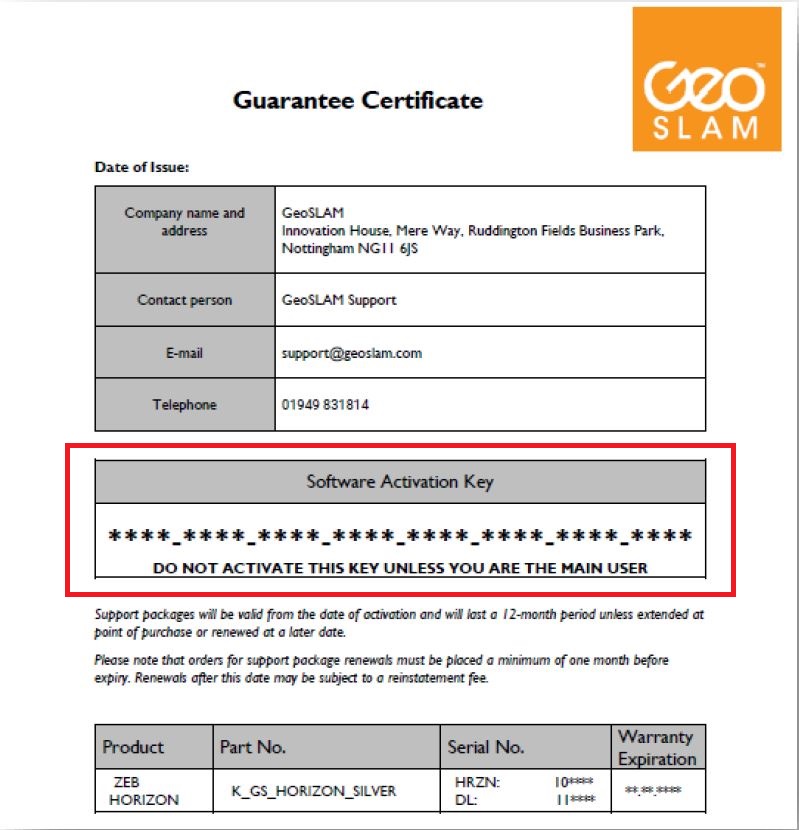 Geo™
SLAM
Guarantee Certificate
Date of Issue:
Company name and
address
GeoSLAM
Innovation House, Mere Way, Ruddington Fields Business Park,
Nottingham NG11 6JS
Contact person
GeoSLAM Support
E-mail
support@geoslam.com
Telephone
01949 831814
Software Activation Key
****-****-****-****-****-****-****-****
DO NOT ACTIVATE THIS KEY UNLESS YOU ARE THE MAIN USER
Support packages will be valid from the date of activation and will last a 12-month period unless extended at
point of purchase or renewed at a later date.
Please note that orders for support package renewals must be placed a minimum of one month before
expiry. Renewals after this date may be subject to a reinstatement fee.
Product
Part No.
Serial No.
Warranty
Expiration
ZEB
HORIZON
K_GS_HORIZON_SILVER
HRZN: 10****
DL: 11****
**.**.****